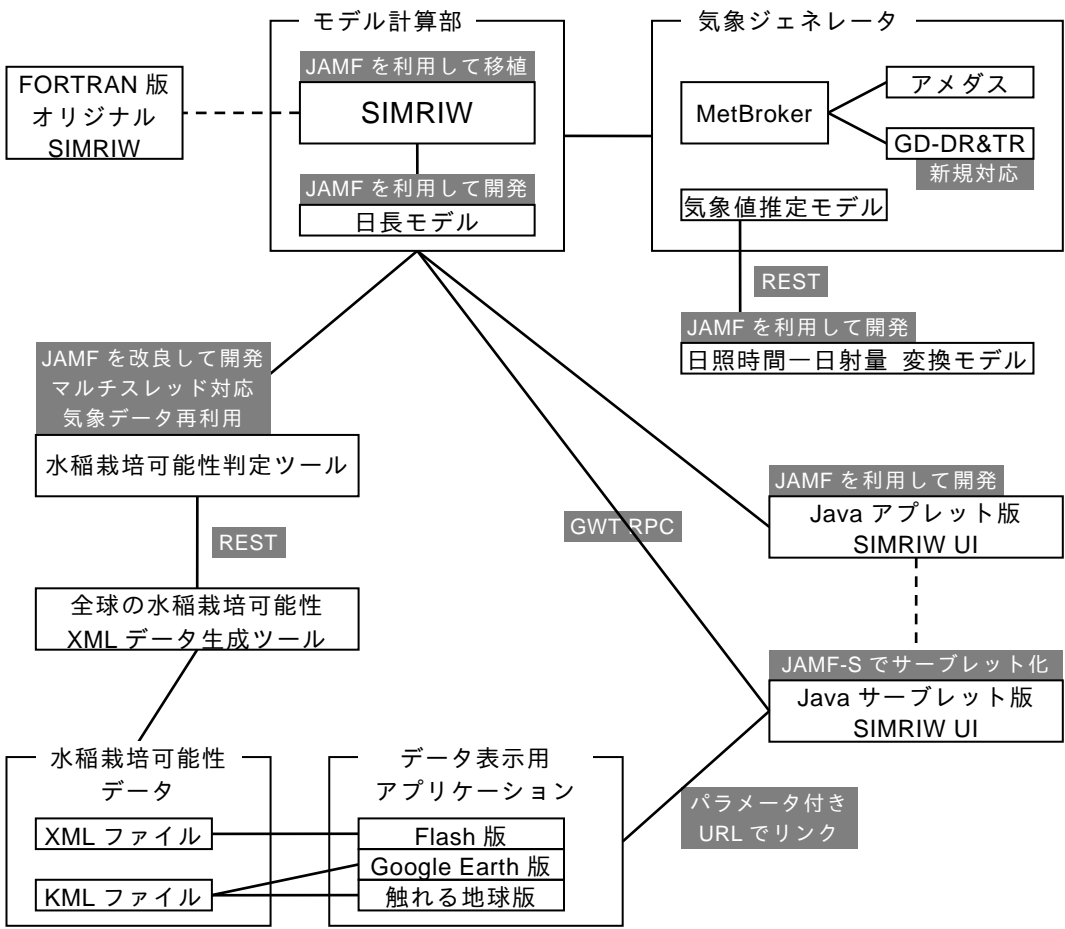 モデル計算部
JAMF を利用して移植
SIMRIW
JAMF を利用して開発
日長モデル
FORTRAN 版
オリジナル
SIMRIW
気象ジェネレータ
MetBroker
アメダス
GD-DR&TR
新規対応
気象値推定モデル
REST
JAMF を利用して開発
日照時間ー日射量 変換モデル
JAMF を改良して開発
マルチスレッド対応
気象データ再利用
水稲栽培可能性判定ツール
REST
全球の水稲栽培可能性
XML データ生成ツール
GWT RPC
JAMF を利用して開発
Java アプレット版
SIMRIW UI
JAMF-S でサーブレット化
Java サーブレット版
SIMRIW UI
水稲栽培可能性
データ
XML ファイル
KML ファイル
データ表示用
アプリケーション
Flash 版
Google Earth 版
触れる地球版
パラメータ付き
URL でリンク